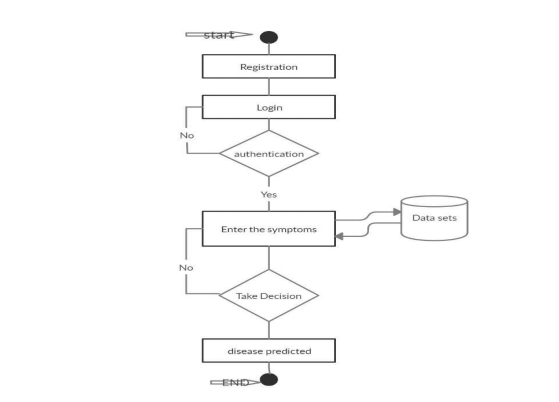 start
Registration
Login
No
authentication
Yes
Data sets
Enter the symptoms
No
Take Decision
disease predicted
END